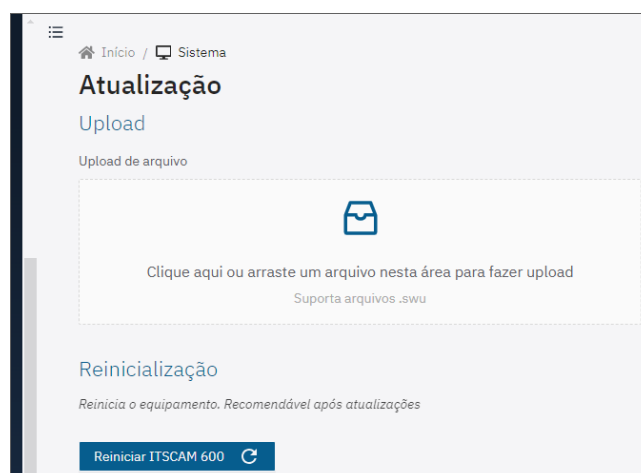 Início / Sistema
Atualização
Upload
Upload de arquivo
Clique aqui ou arraste um arquivo nesta área para fazer upload
Suporta arquivos .swu
Reinicialização
Reinicia o equipamento. Recomendável após atualizações
Reiniciar ITSCAM 600